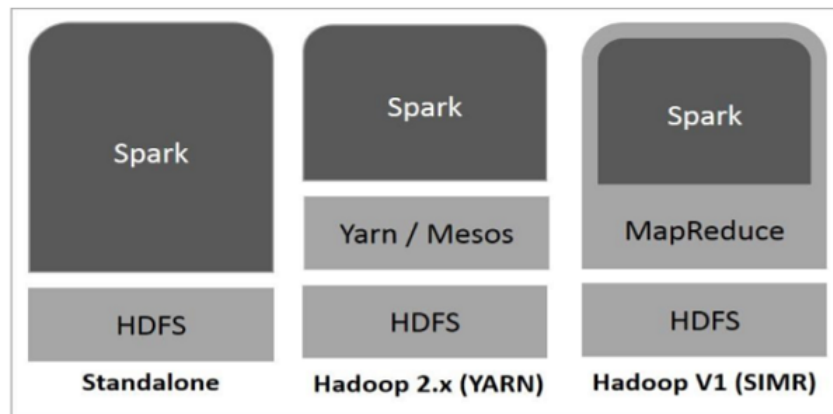 Spark
HDFS
Standalone
Spark
Yarn / Mesos
HDFS
Hadoop 2.x (YARN)
Spark
MapReduce
HDFS
Hadoop V1 (SIMR)